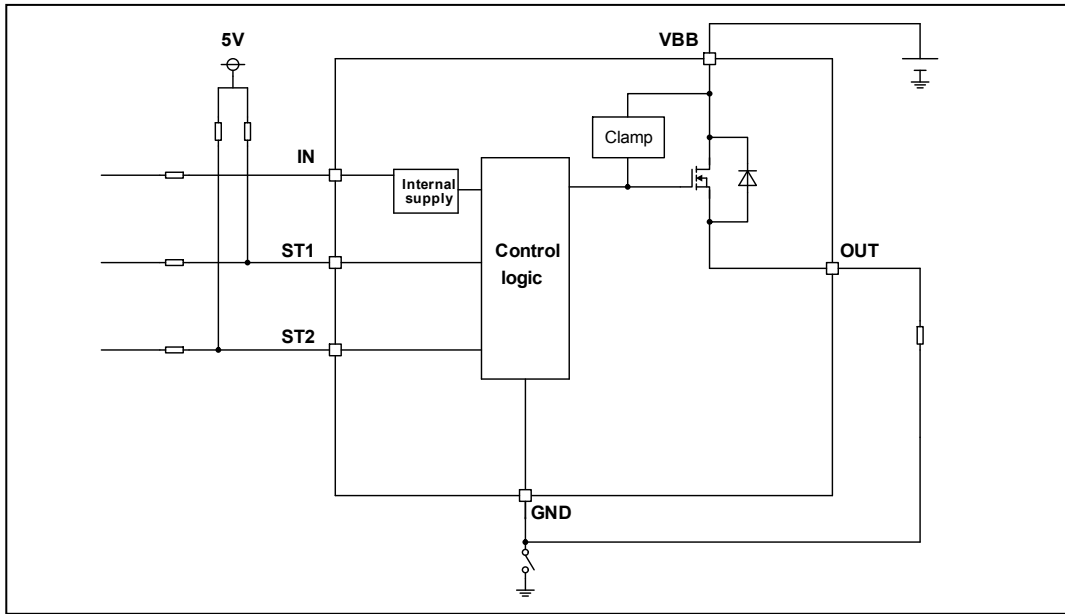 5V
VBB
Clamp
IN
Internal
supply
Control
logic
ST1
OUT
ST2
GND